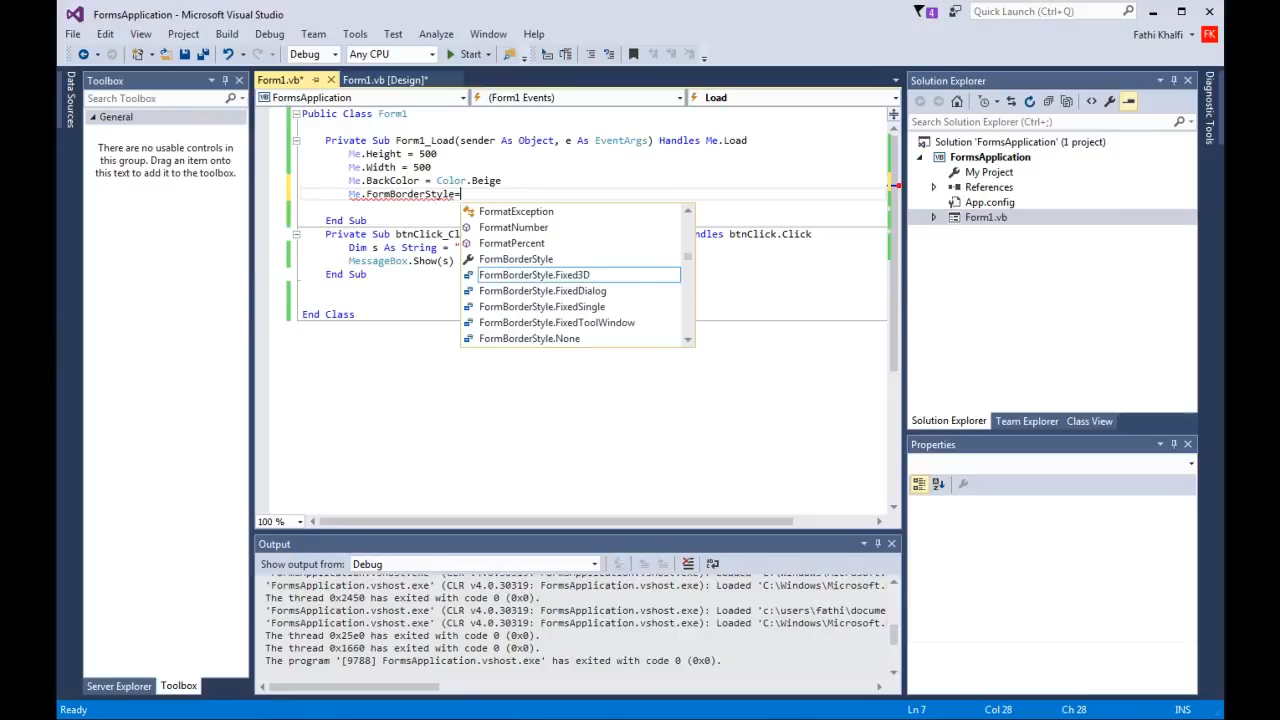 FormsApplication - Microsoft Visual Studio
4
Quick Launch (Ctrl+Q)
File Edit View Project Build Debug Team Tools Test Analyze Window Help
Fathi Khalfi
FK
Debug Any CPU Start
Data Sources
Toolbox
Search Toolbox
General
There are no usable controls in
this group. Drag an item onto
this text to add it to the toolbox.
Server Explorer Toolbox
Form1.vb* Form1.vb [Design]*
FormsApplication (Form1 Events) Load
Public Class Form1
Private Sub Form1_Load(sender As Object, e As EventArgs) Handles Me.Load
Me.Height = 500
Me.Width = 500
Me.BackColor = Color.Beige
Me.FormBorderStyle=
End Sub
Private Sub btnClick_Cl ndles btnClick.Click
Dim s As String = "
MessageBox.Show(s)
End Sub
End Class
FormatException
FormatNumber
FormatPercent
FormBorderStyle
FormBorderStyle.Fixed3D
FormBorderStyle.FixedDialog
FormBorderStyle.FixedSingle
FormBorderStyle.FixedToolWindow
FormBorderStyle.None
100 %
Output
Show output from: Debug
'FormsApplication.vshost.exe' (CLR v4.0.30319: FormsApplication.vshost.exe): Loaded 'C:\Windows\Microsoft.
The thread 0x2450 has exited with code 0 (0x0).
'FormsApplication.vshost.exe' (CLR v4.0.30319: FormsApplication.vshost.exe): Loaded 'c:\users\fathi\docume
'FormsApplication.vshost.exe' (CLR v4.0.30319: FormsApplication.vshost.exe): Loaded 'C:\Windows\Microsoft.
The thread 0x25e0 has exited with code 0 (0x0).
The thread 0x1660 has exited with code 0 (0x0).
The program '[9788] FormsApplication.vshost.exe' has exited with code 0 (0x0).
Solution Explorer
Search Solution Explorer (Ctrl+;)
Solution 'FormsApplication' (1 project)
FormsApplication
My Project
References
App.config
Form1.vb
Solution Explorer Team Explorer Class View
Properties
Diagnostic Tools
Ready Ln 7 Col 28 Ch 28 INS